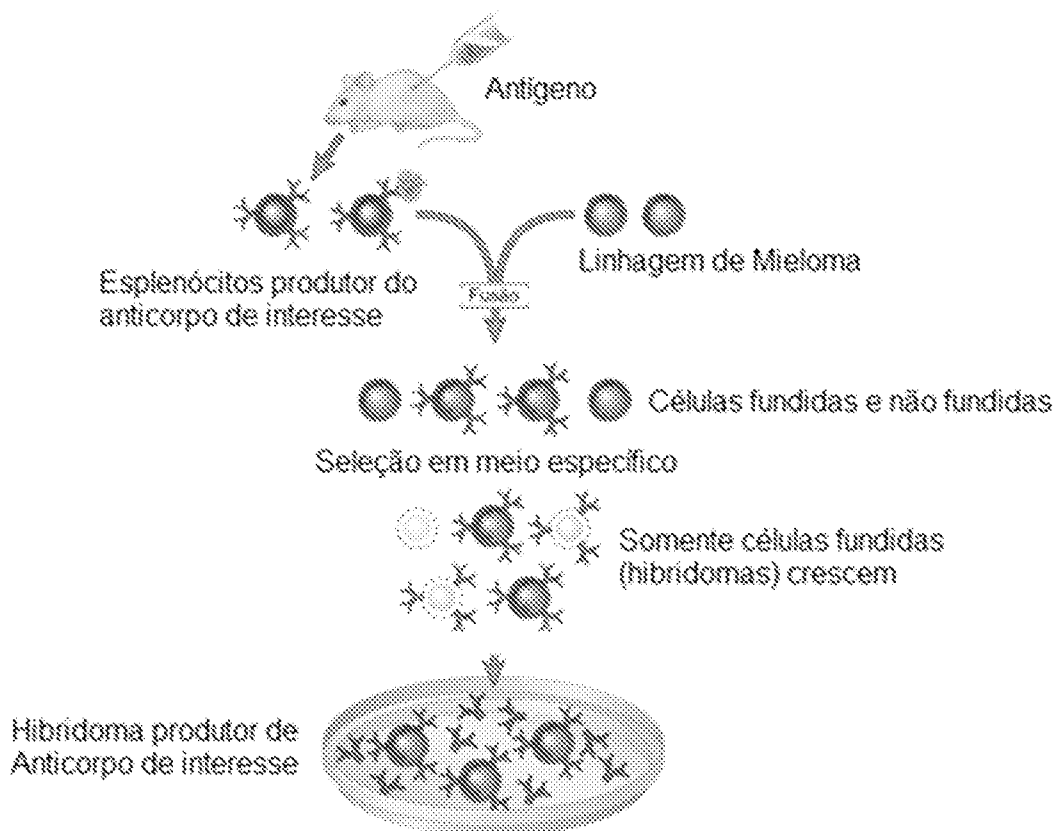 Antígeno
Esplenócitos produtor do
anticorpo de interesse
Linhagem de Mieloma
Fusão
Células fundidas e não fundidas
Seleção em meio específico
Somente células fundidas
(hibridomas) crescem
Hibridoma produtor de
Anticorpo de interesse